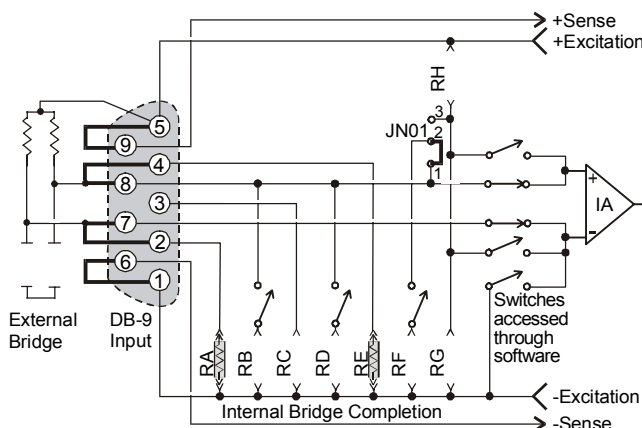 +Sense
+Excitation
RH
JN01
3
2
1
5
9
4
8
3
7
2
6
1
+
-
IA
External
Bridge
DB-9
Input
RA
RB
RC
RD
RE
RF
RG
Switches
accessed
through
software
Internal Bridge Completion
-Excitation
-Sense